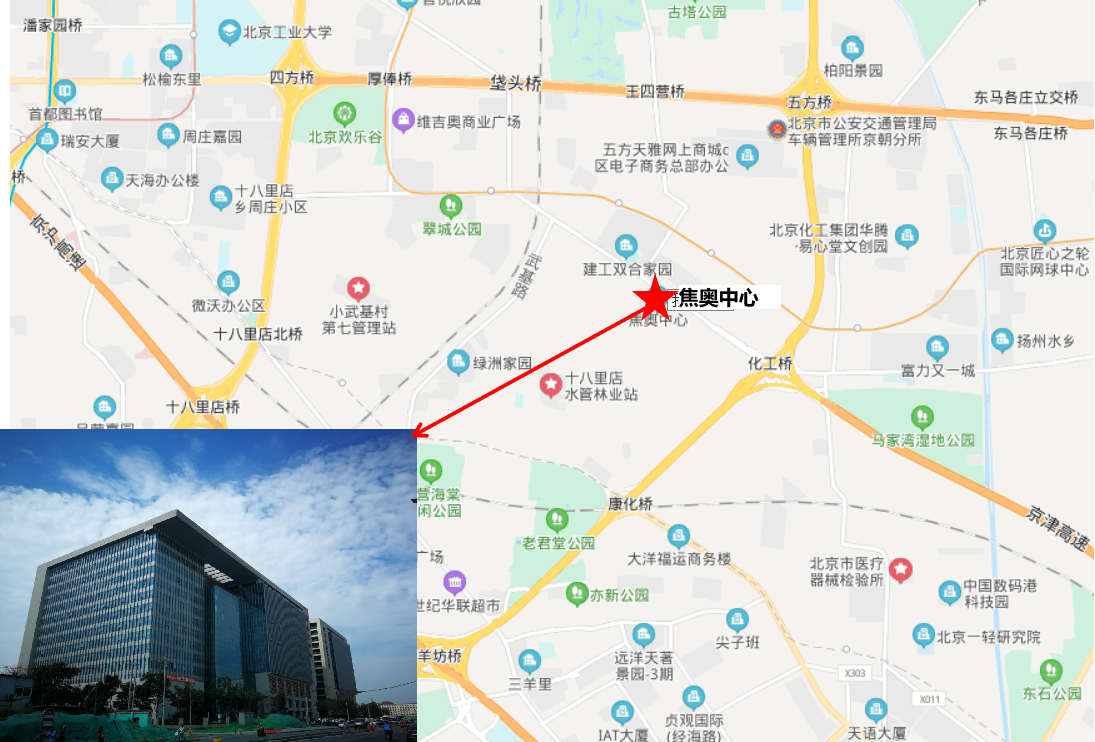 潘家园桥
北京工业大学
古塔公园
松榆东里
四方桥
厚俸桥
垡头桥
王四营桥
柏阳景园
五方桥
东马各庄立交桥
东马各庄桥
首都图书馆
瑞安大厦
周庄嘉园
北京欢乐谷
维吉奥商业广场
北京市公安交通管理局
车辆管理所京朝分所
五方天雅网上商城c
区电子商务总部办公
桥
天海办公楼
十八里店
乡周庄小区
翠城公园
京沪高速
武基路
建工双合家园
北京化工集团华腾
·易心堂文创园
北京匠心之轮
国际网球中心
微沃办公区
小武基村
第七管理站
焦奥中心
焦奥中心
十八里店北桥
绿洲家园
十八里店
水管林业站
化工桥
富力又一城
扬州水乡
十八里店桥
马家湾湿地公园
营海棠
闲公园
康化桥
京津高速
老君堂公园
大洋福运商务楼
广场
北京市医疗
器械检验所
世纪华联超市
亦新公园
中国数码港
科技园
尖子班
北京一轻研究院
羊坊桥
三羊里
远洋天著
景园-3期
X303
X011
东石公园
IAT大厦
贞观国际
(经海路)
天语大厦